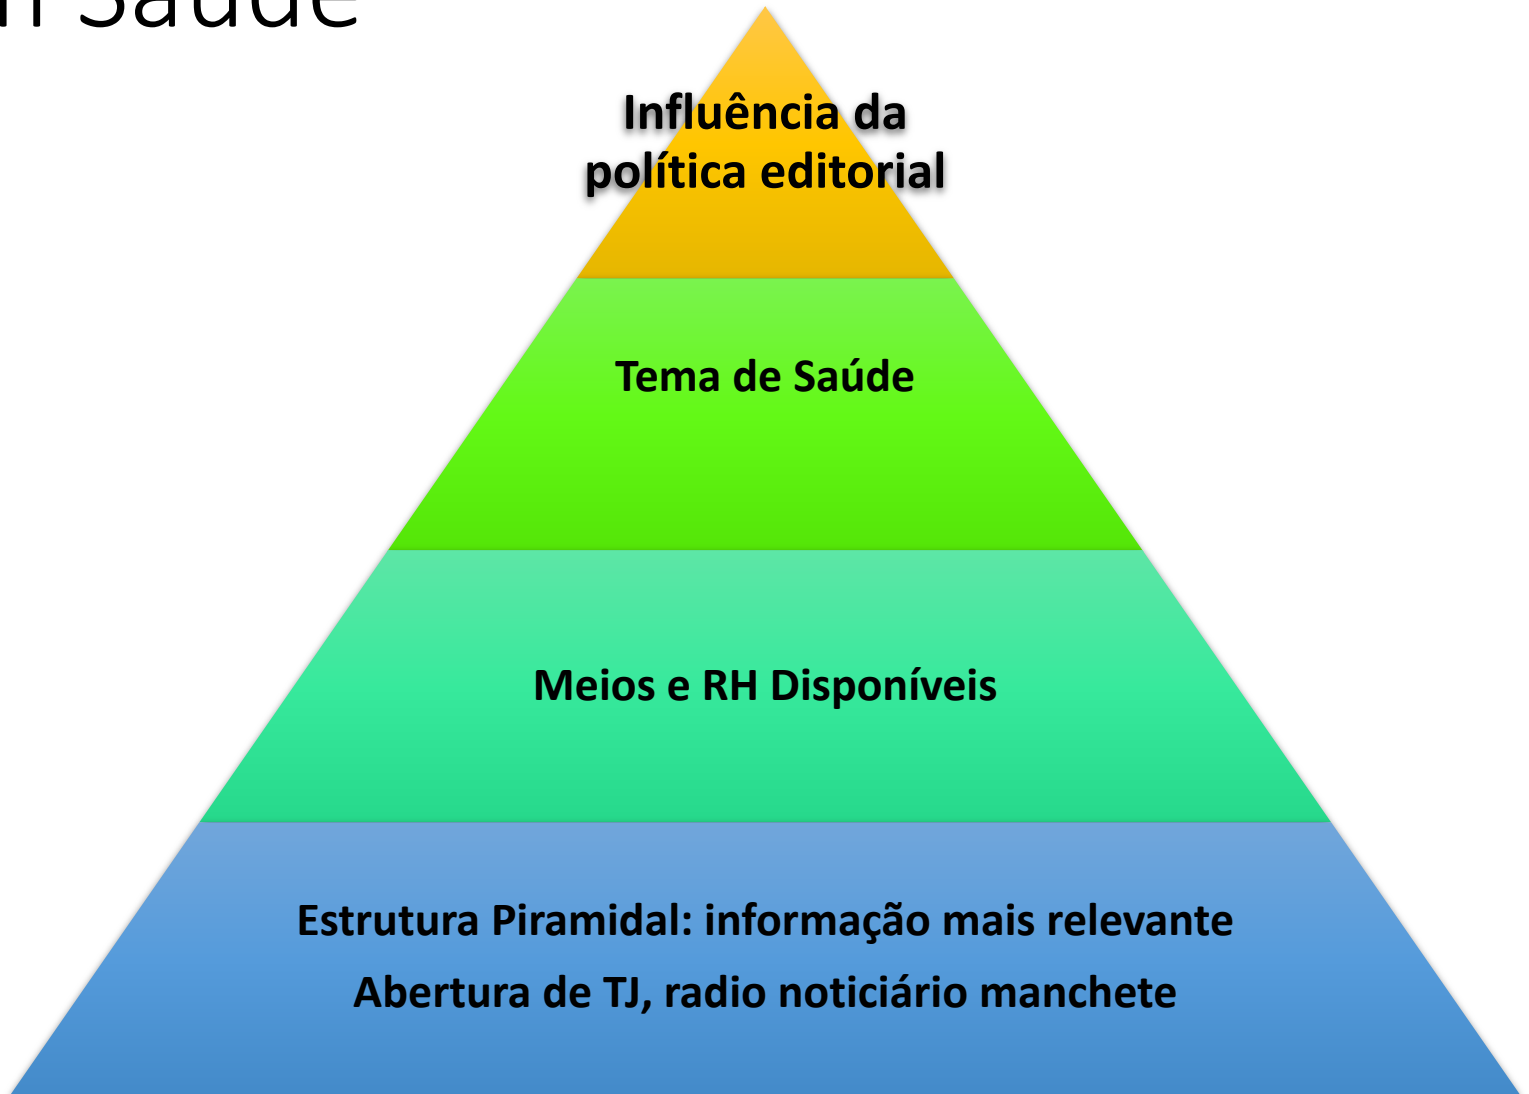 Saúde
Influência da
política editorial
Tema de Saúde
Meios e RH Disponíveis
Estrutura Piramidal: informação mais relevante
Abertura de TJ, radio noticiário manchete